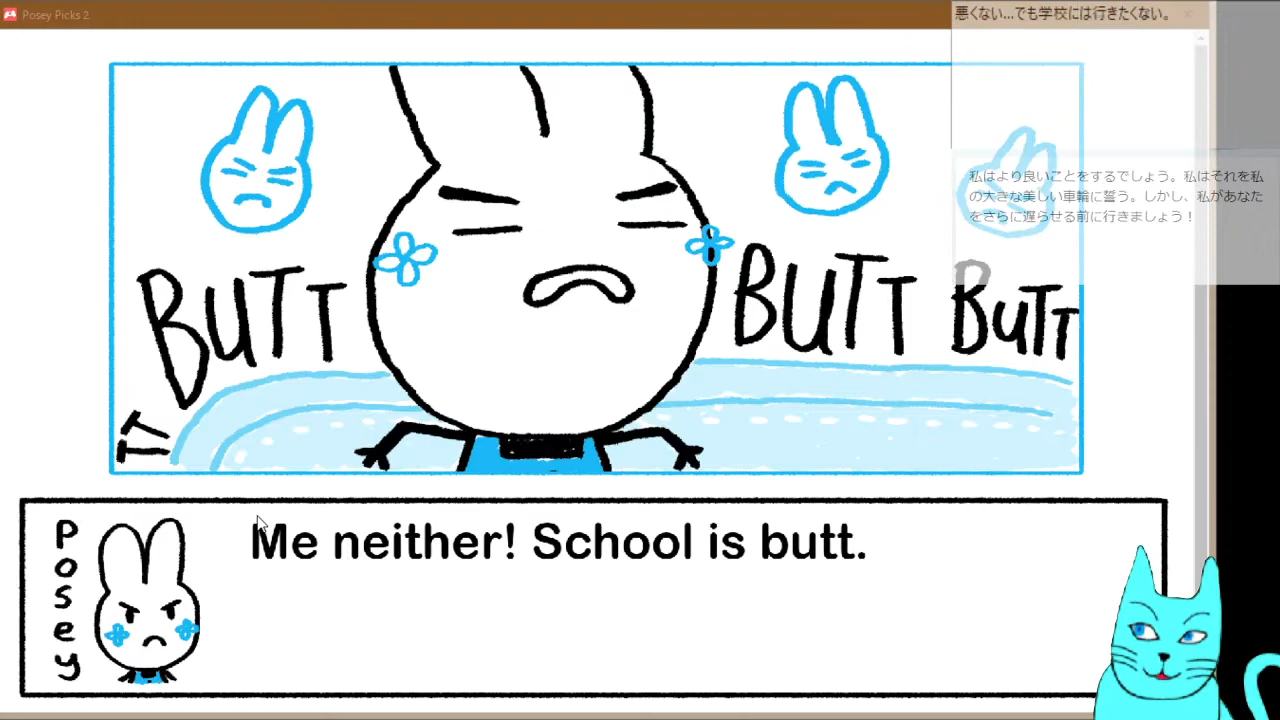 Posey Picks 2
悪くない...でも学校には行きたくない。
私はより良いことをするでしょう。私はそれを私
の大きな美しい車輪に誓う。しかし、私があなた
をさらに遅らせる前に行きましょう！
BUTT
BUTT
BUTT
TT
Posey
Me neither! School is butt.